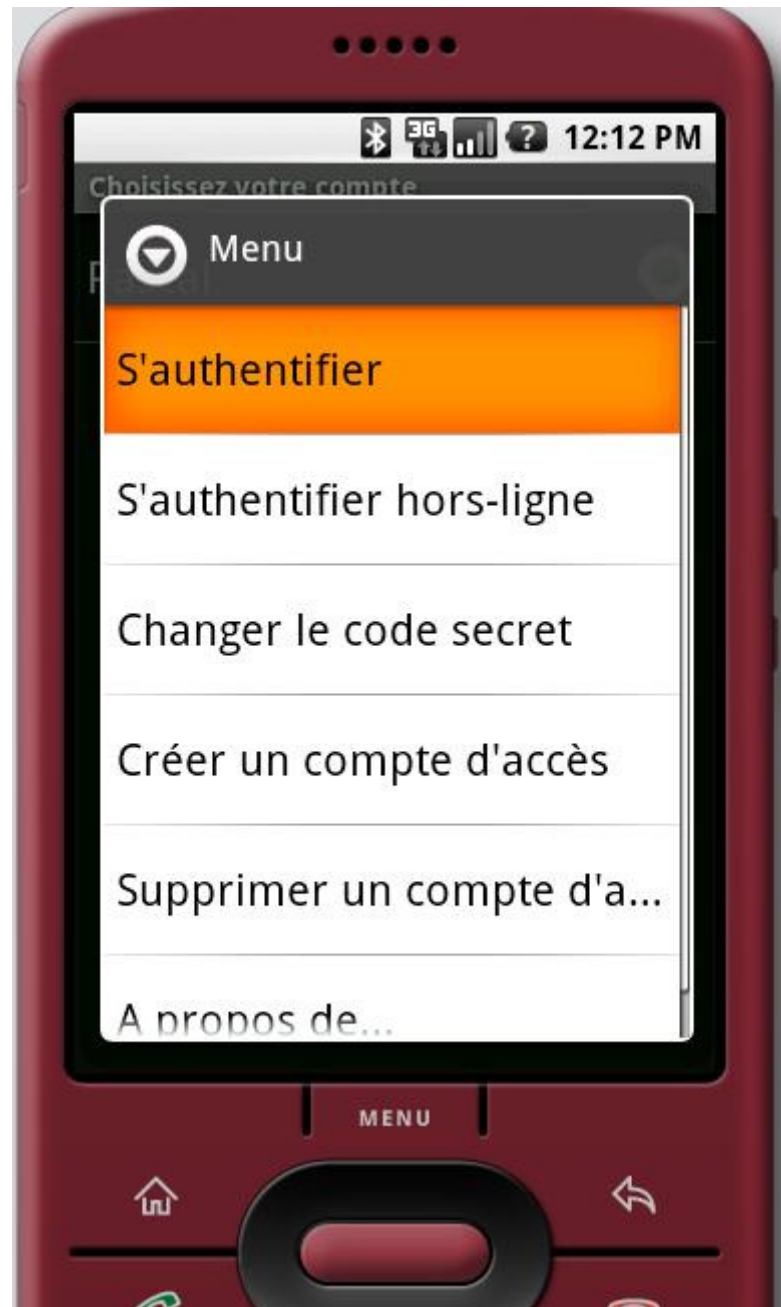 3G
?
12:12 PM
Choisissez votre compte
Menu
S'authentifier
S'authentifier hors-ligne
Changer le code secret
Créer un compte d'accès
Supprimer un compte d'a...
A propos de...
MENU